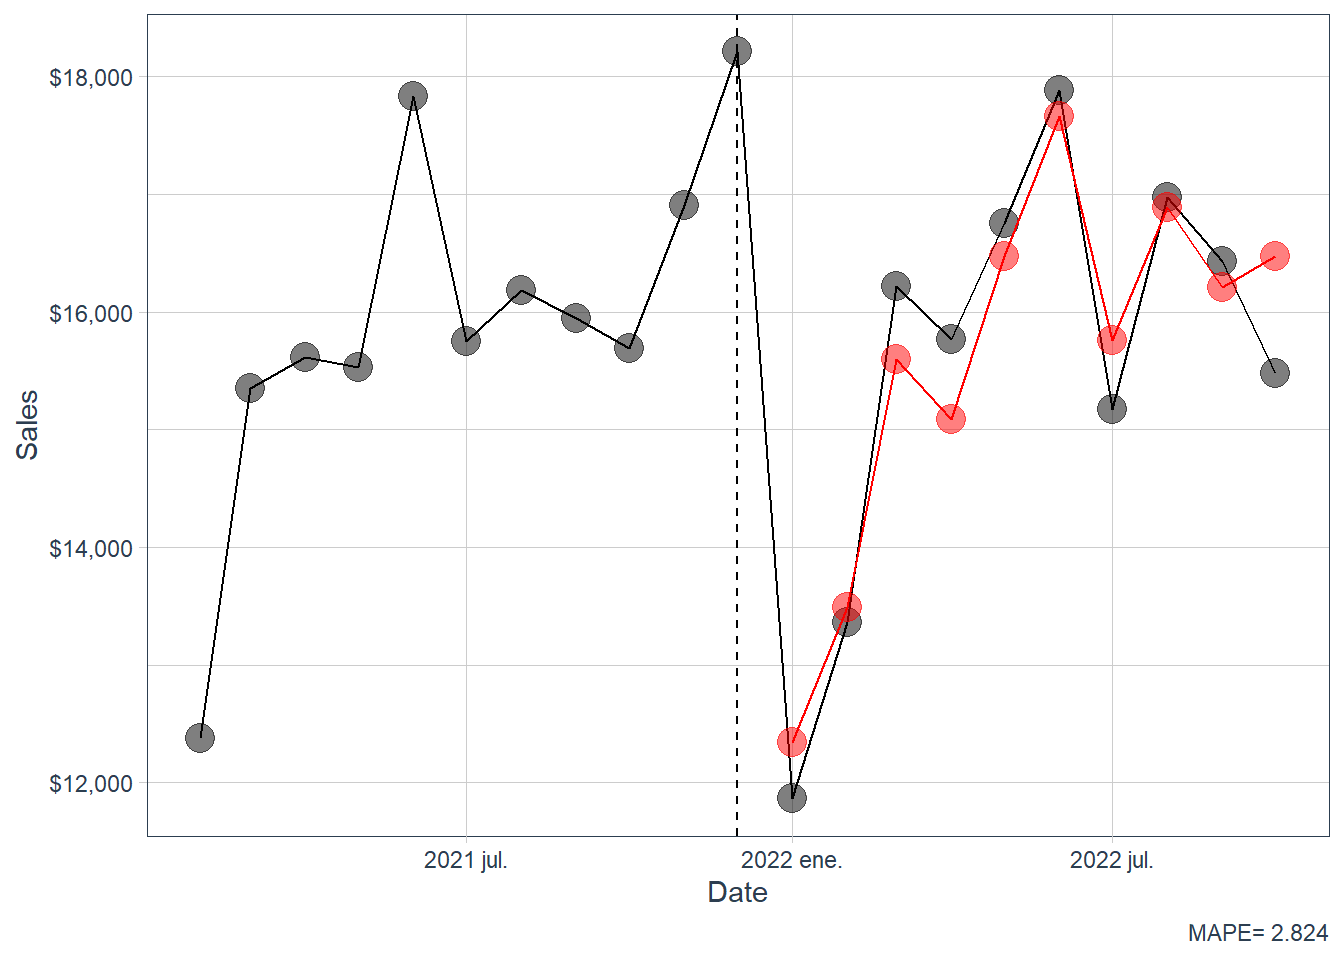 $18,000
$16,000
$14,000
$12,000
Sales
2021 jul.
2022 ene.
2022 jul.
Date
MAPE= 2.824